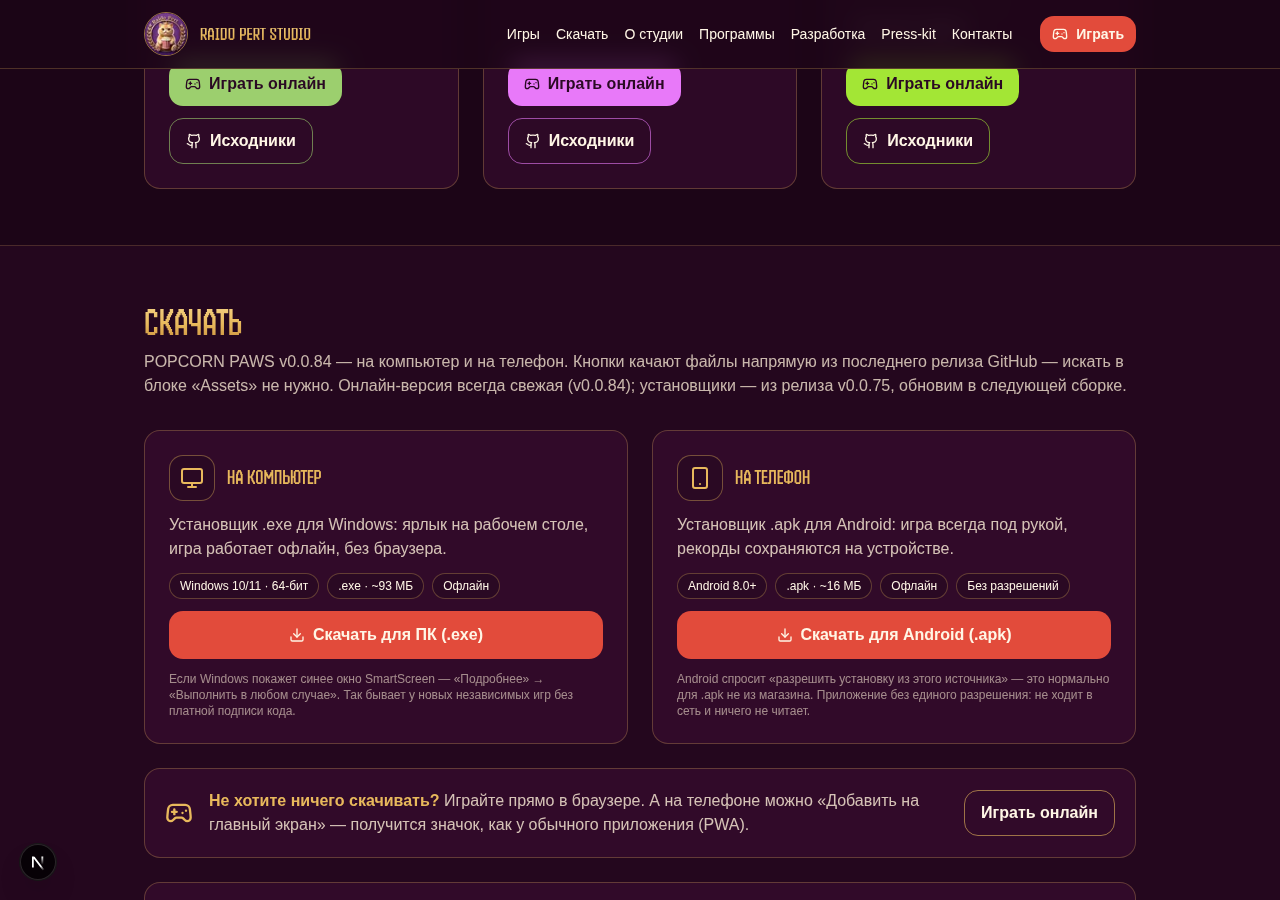 RAIDO PERT STUDIO
Игры
Скачать
О студии
Программы
Разработка
Press-kit
Контакты
Играть
Играть онлайн
Играть онлайн
Играть онлайн
Исходники
Исходники
Исходники
СКАЧАТЬ
POPCORN PAWS v0.0.84 — на компьютер и на телефон. Кнопки качают файлы напрямую из последнего релиза GitHub — искать в
блоке «Assets» не нужно. Онлайн-версия всегда свежая (v0.0.84); установщики — из релиза v0.0.75, обновим в следующей сборке.
НА КОМПЬЮТЕР
Установщик .exe для Windows: ярлык на рабочем столе,
игра работает офлайн, без браузера.
Windows 10/11 · 64-бит
.exe · ~93 МБ
Офлайн
Скачать для ПК (.exe)
Если Windows покажет синее окно SmartScreen — «Подробнее» →
«Выполнить в любом случае». Так бывает у новых независимых игр без
платной подписи кода.
НА ТЕЛЕФОН
Установщик .apk для Android: игра всегда под рукой,
рекорды сохраняются на устройстве.
Android 8.0+
.apk · ~16 МБ
Офлайн
Без разрешений
Скачать для Android (.apk)
Android спросит «разрешить установку из этого источника» — это нормально
для .apk не из магазина. Приложение без единого разрешения: не ходит в
сеть и ничего не читает.
Не хотите ничего скачивать? Играйте прямо в браузере. А на телефоне можно «Добавить на
главный экран» — получится значок, как у обычного приложения (PWA).
Играть онлайн